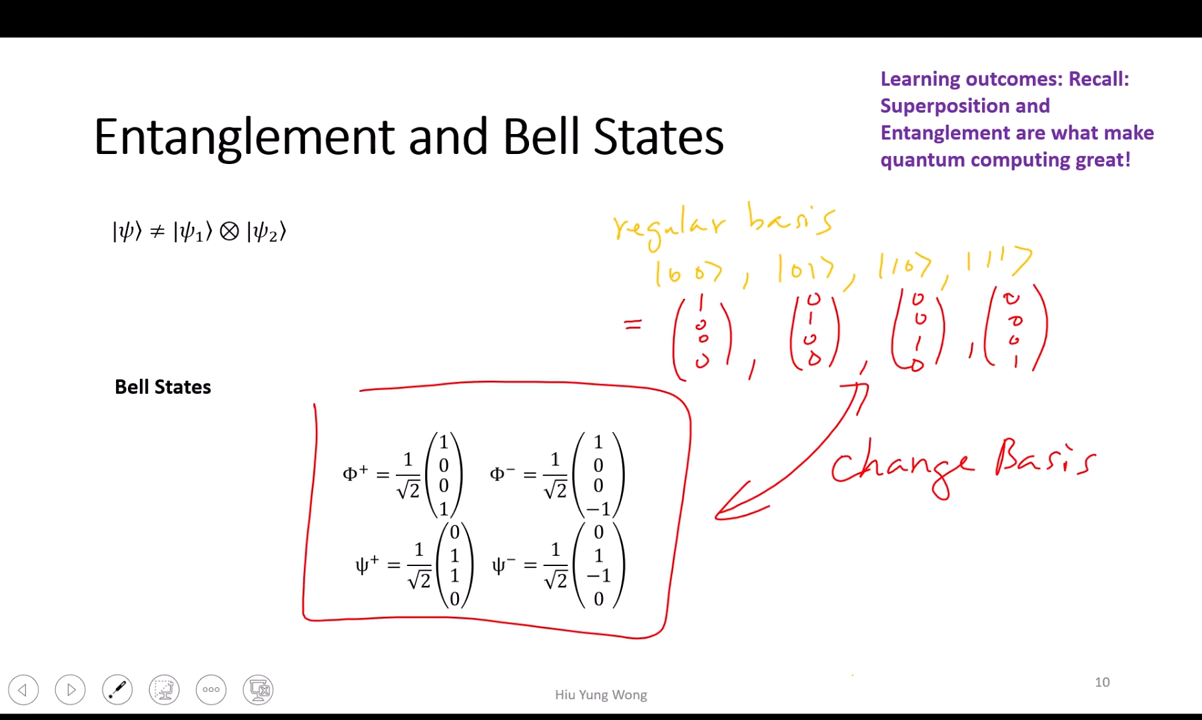 Learning outcomes: Recall:
Superposition and
Entanglement are what make
quantum computing great!
Entanglement and Bell States
|ψ⟩ ≠ |ψ₁⟩ ⊗ |ψ₂⟩
regular basis
|00⟩, |01⟩, |10⟩, |11⟩
= (1 0 0 0), (0 1 0 0), (0 0 1 0), (0 0 0 1)
Bell States
change Basis
Φ⁺ = 1/√2 (1 0 0 1) Φ⁻ = 1/√2 (1 0 0 −1)
ψ⁺ = 1/√2 (0 1 1 0) ψ⁻ = 1/√2 (0 1 −1 0)
Hiu Yung Wong
10